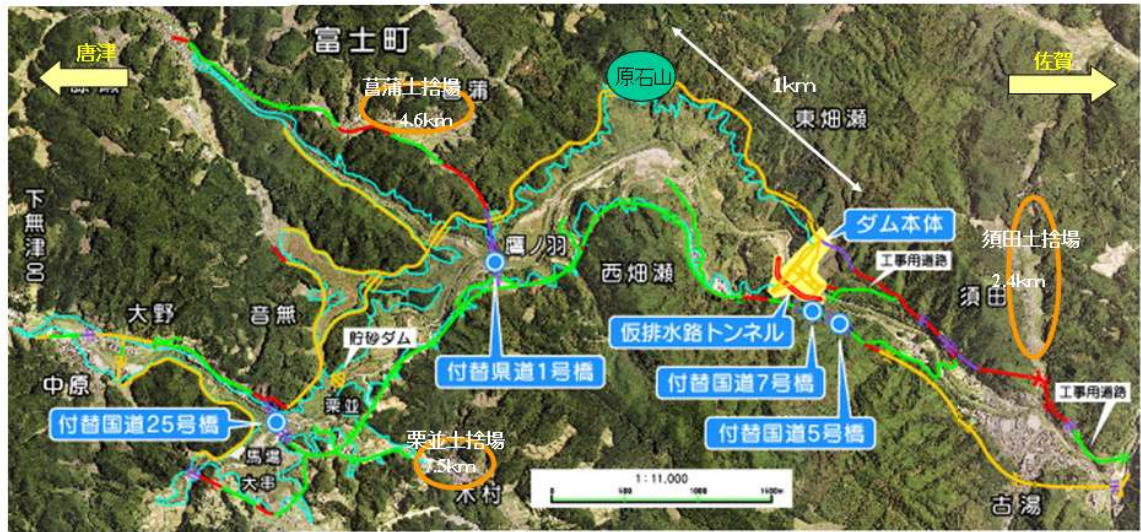 唐津
富士町
原石山
佐賀
菖蒲土捨場
4.6km
1km
東畑瀬
下無津呂
ダム本体
須田土捨場
2.4km
鷹ノ羽
工事用道路
西畑瀬
須田
大野
音無
仮排水路トンネル
貯砂ダム
中原
付替県道1号橋
付替国道7号橋
工事用道路
栗並
付替国道25号橋
付替国道5号橋
馬場
栗並土捨場
7.5km
大串
木村
1:11,000
0 500 1000 1500m
古湯